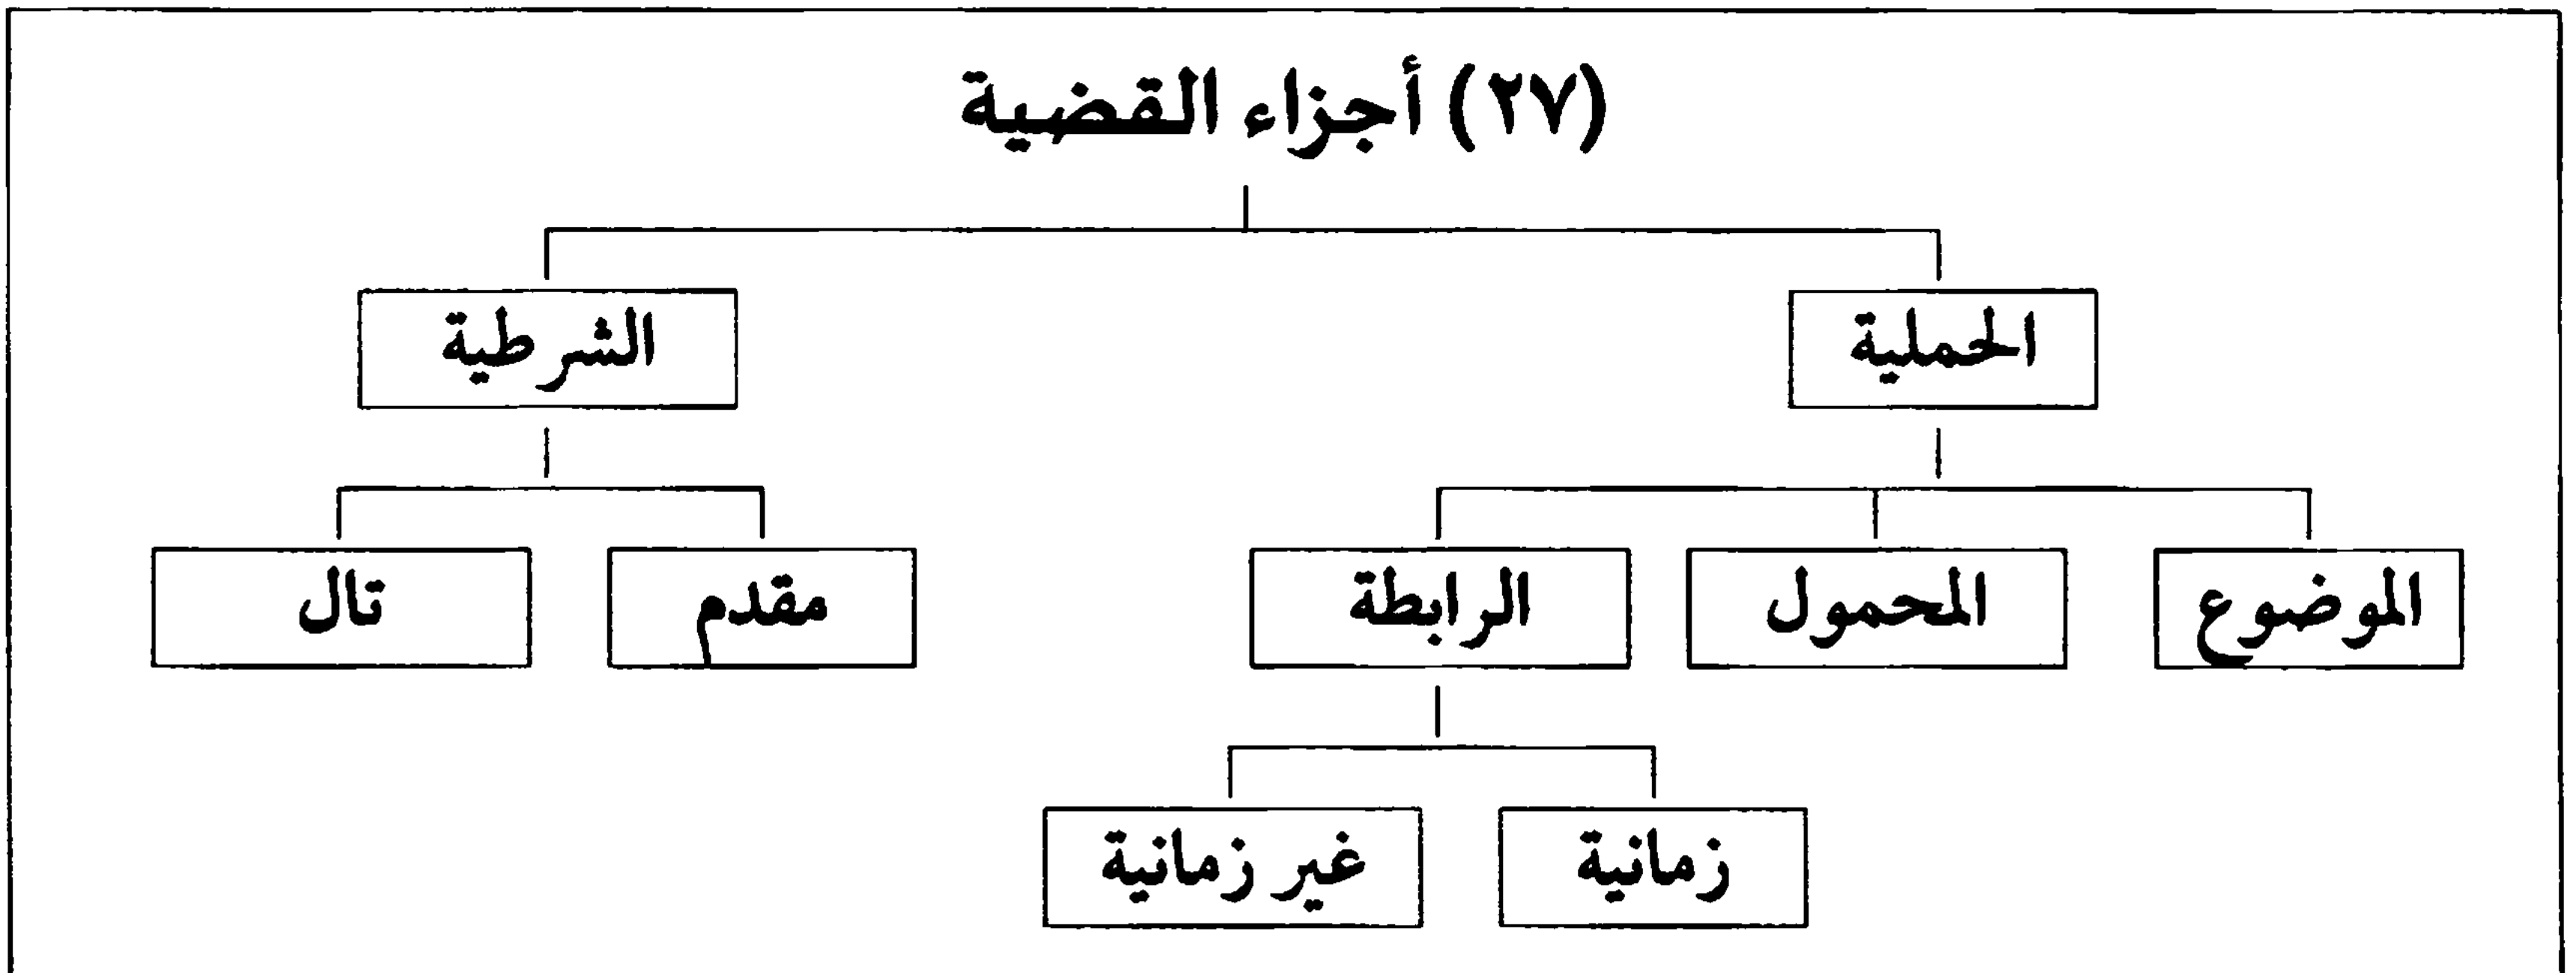 (٢٧) أجزاء القضية
الحملية
الشرطية
الموضوع
المحمول
الرابطة
مقدم
تال
زمانية
غير زمانية